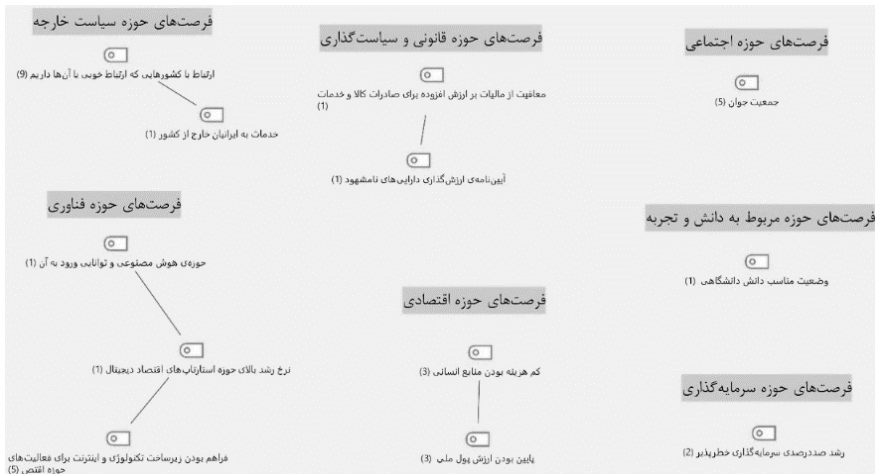 فرصت‌های حوزه سیاست خارجه
ارتباط با کشورهایی که ارتباط خوبی با آن‌ها داریم (9)
خدمات به ایرانیان خارج از کشور (1)
فرصت‌های حوزه قانونی و سیاست‌گذاری
معافیت از مالیات بر ارزش افزوده برای صادرات کالا و خدمات
(1)
آیین‌نامه‌ی ارزش‌گذاری دارایی‌های نامشهود (1)
فرصت‌های حوزه اجتماعی
جمعیت جوان (5)
فرصت‌های حوزه فناوری
حوزه‌ی هوش مصنوعی و توانایی ورود به آن (1)
نرخ رشد بالای حوزه استارتاپ‌های اقتصاد دیجیتال (1)
فراهم بودن زیرساخت تکنولوژی و اینترنت برای فعالیت‌های
حوزه اقتص (5)
فرصت‌های حوزه اقتصادی
کم هزینه بودن منابع انسانی (3)
پایین بودن ارزش پول ملی (3)
فرصت‌های حوزه مربوط به دانش و تجربه
وضعیت مناسب دانش دانشگاهی (1)
فرصت‌های حوزه سرمایه‌گذاری
رشد صددرصدی سرمایه‌گذاری خطرپذیر (2)